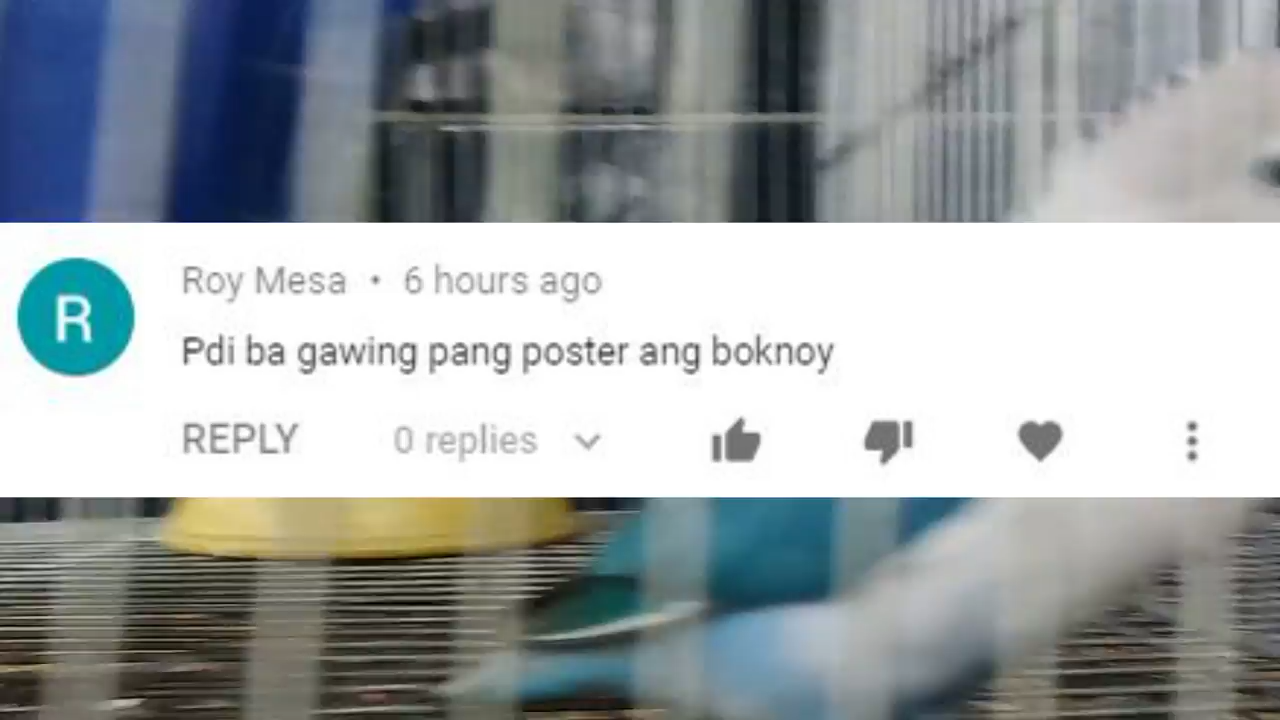 R
Roy Mesa • 6 hours ago
Pdi ba gawing pang poster ang boknoy
REPLY 0 replies